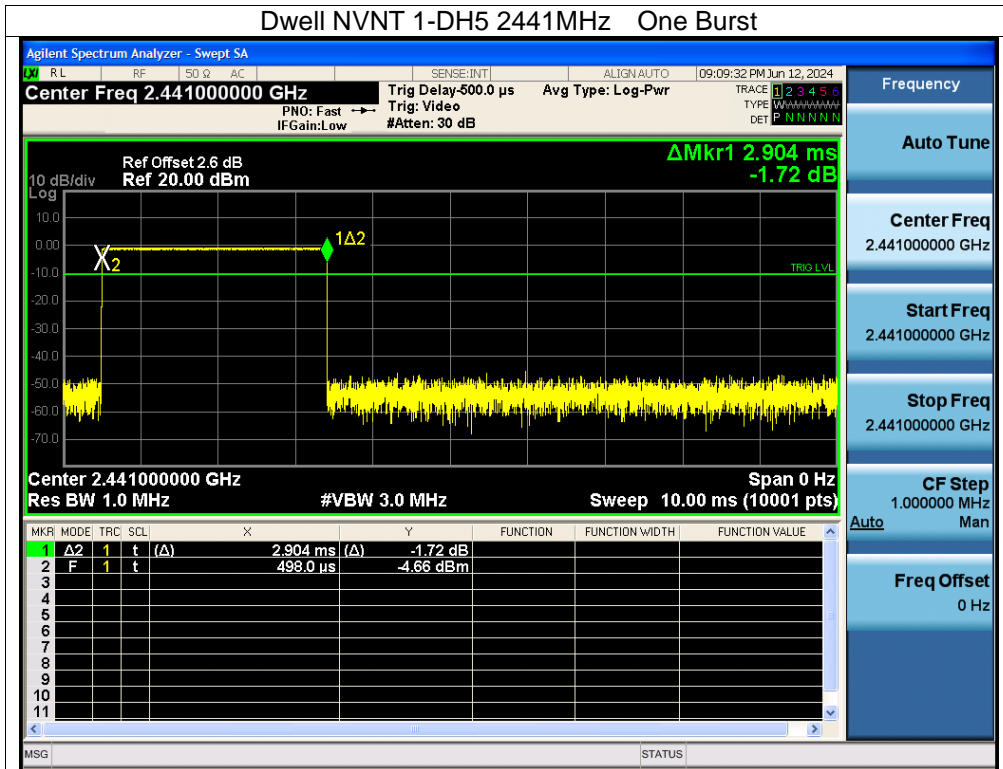 Dwell NVNT 1-DH5 2441MHz One Burst
Agilent Spectrum Analyzer - Swept SA
LXI RL RF 50 Ω AC SENSE:INT ALIGN AUTO 09:09:32 PM Jun 12, 2024
Center Freq 2.441000000 GHz
PNO: Fast
IFGain:Low
Trig Delay-500.0 µs
Trig: Video
#Atten: 30 dB
Avg Type: Log-Pwr
TRACE 1 2 3 4 5 6
TYPE WWWWWW
DET P N N N N N
Frequency
Auto Tune
Center Freq
2.441000000 GHz
Start Freq
2.441000000 GHz
Stop Freq
2.441000000 GHz
CF Step
1.000000 MHz
Auto Man
Freq Offset
0 Hz
ΔMkr1 2.904 ms
-1.72 dB
Ref Offset 2.6 dB
10 dB/div Ref 20.00 dBm
Log
10.0
0.00
-10.0
-20.0
-30.0
-40.0
-50.0
-60.0
-70.0
1Δ2
2
TRIG LVL
Center 2.441000000 GHz Span 0 Hz
Res BW 1.0 MHz #VBW 3.0 MHz Sweep 10.00 ms (10001 pts)
MKR MODE TRC SCL X Y FUNCTION FUNCTION WIDTH FUNCTION VALUE
1 Δ2 1 t (Δ) 2.904 ms (Δ) -1.72 dB
2 F 1 t 498.0 µs -4.66 dBm
3
4
5
6
7
8
9
10
11
MSG STATUS